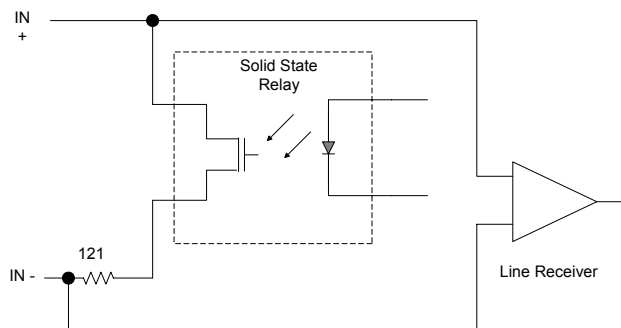 IN
+
Solid State
Relay
121
IN -
Line Receiver